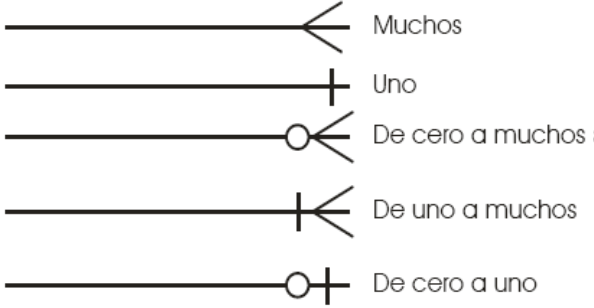 Muchos
Uno
De cero a muchos
De uno a muchos
De cero a uno